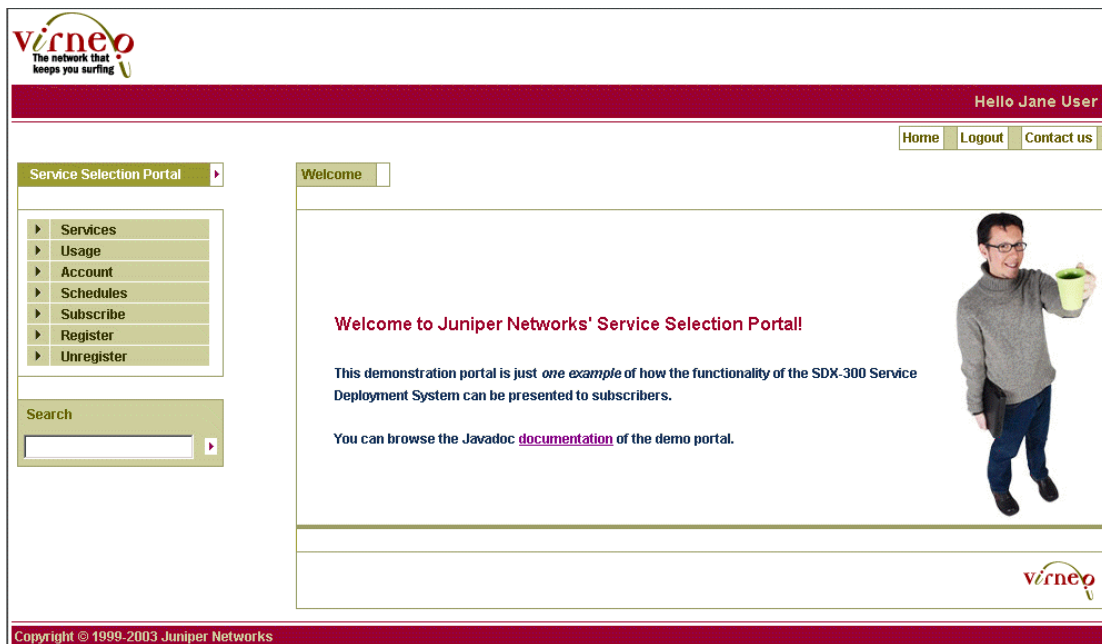 virneo
The network that
keeps you surfing
Hello Jane User
Home Logout Contact us
Service Selection Portal
Welcome
Services
Usage
Account
Schedules
Subscribe
Register
Unregister
Search
Welcome to Juniper Networks' Service Selection Portal!
This demonstration portal is just one example of how the functionality of the SDX-300 Service
Deployment System can be presented to subscribers.
You can browse the Javadoc documentation of the demo portal.
virneo
Copyright © 1999-2003 Juniper Networks